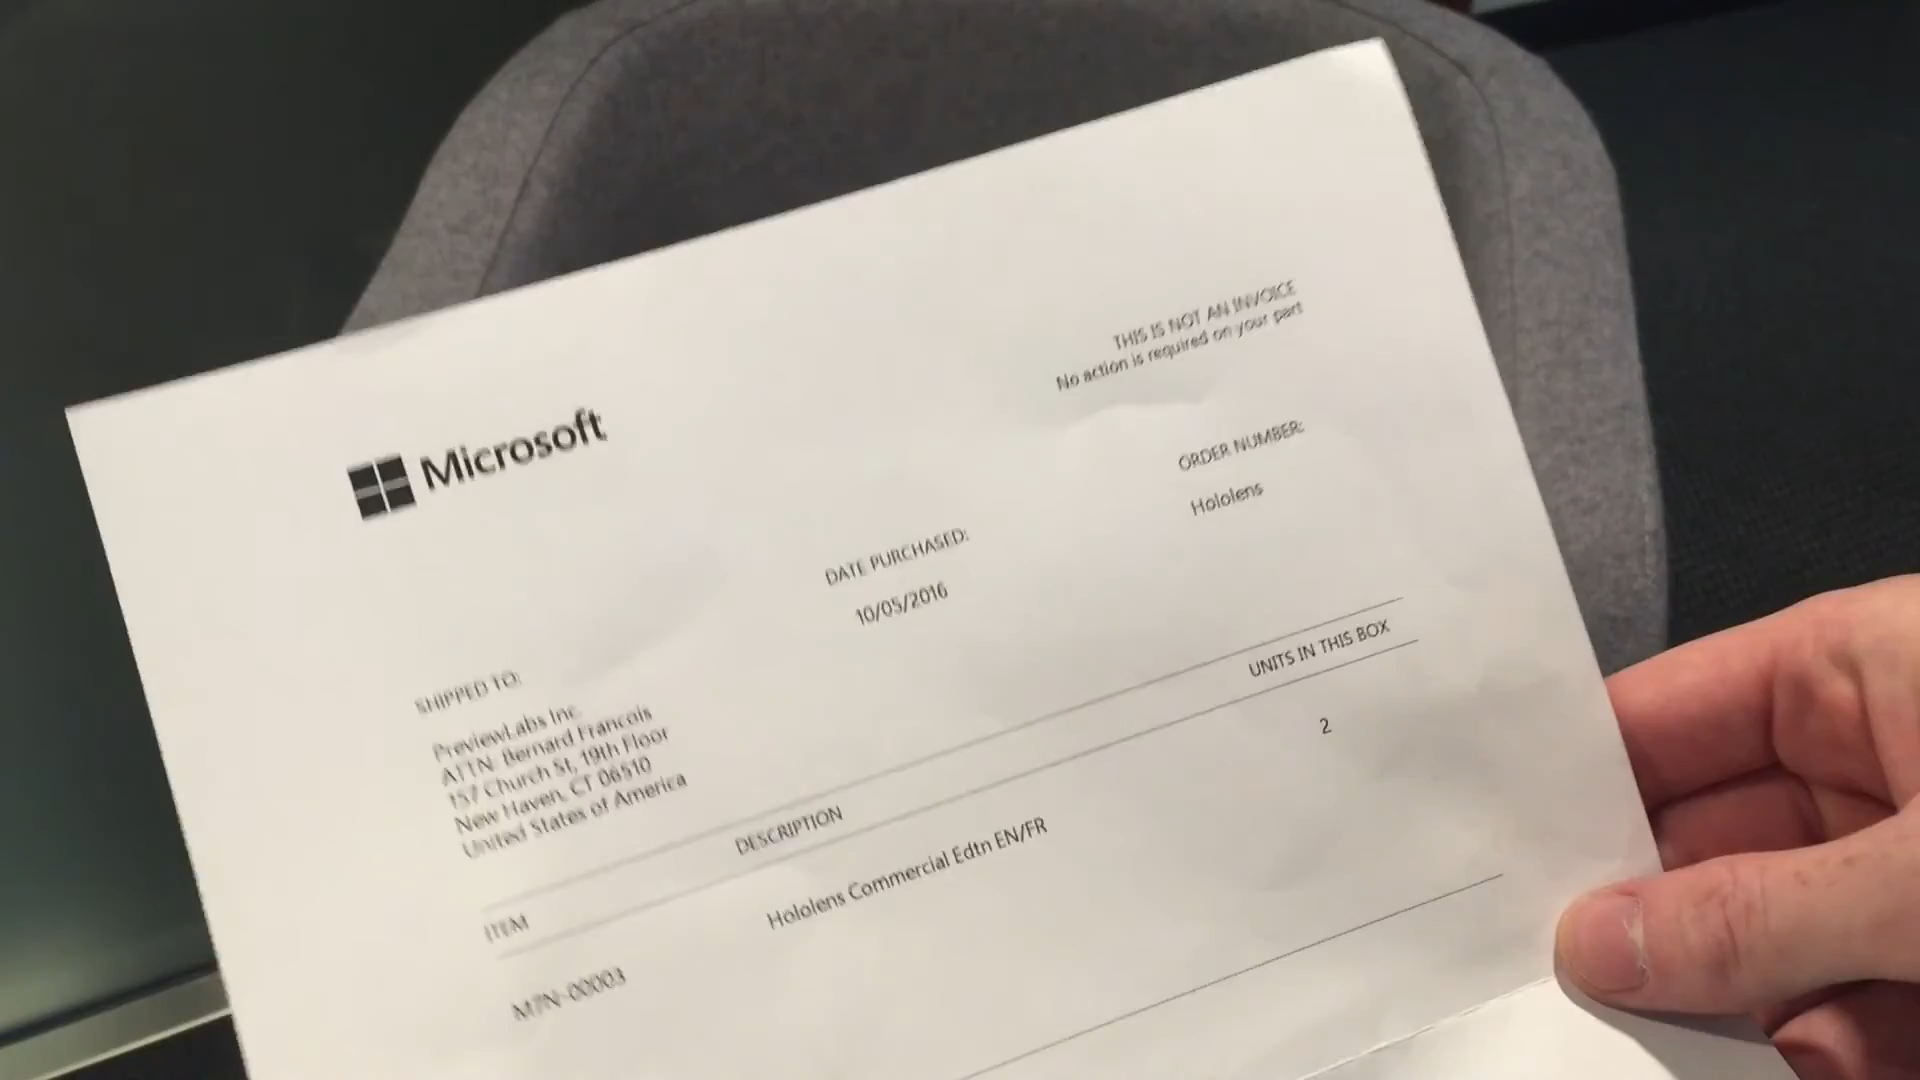 THIS IS NOT AN INVOICE
No action is required on your part
Microsoft
ORDER NUMBER:
Hololens
DATE PURCHASED:
10/05/2016
SHIPPED TO:
PreviewLabs Inc.
ATTN: Bernard Francois
157 Church St, 19th Floor
New Haven, CT 06510
United States of America
ITEM DESCRIPTION UNITS IN THIS BOX
M7N-00003 Hololens Commercial Edtn EN/FR 2